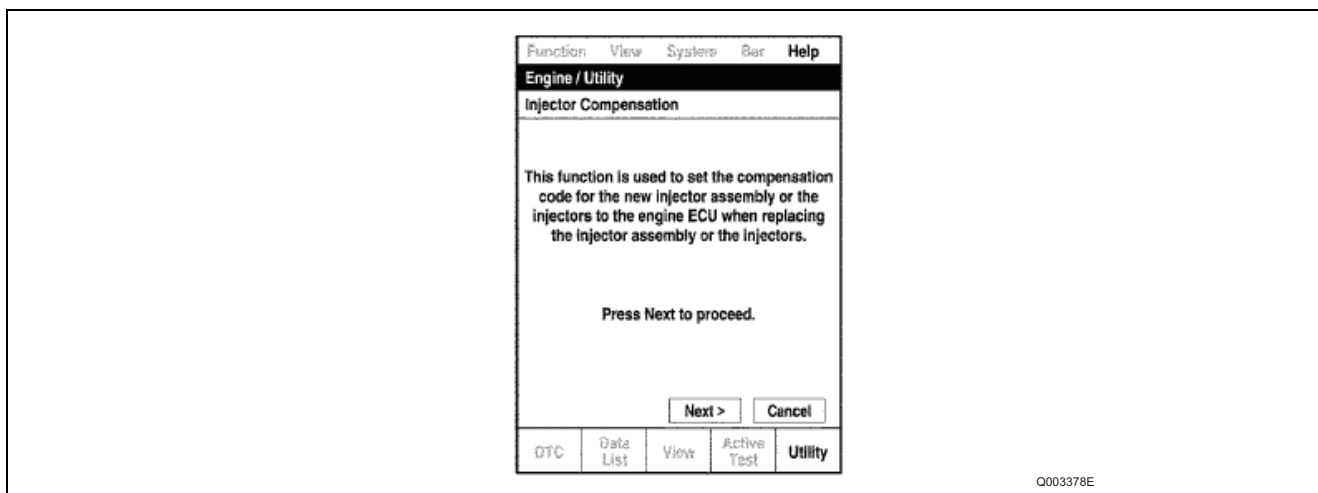 Function View System Bar Help
Engine / Utility
Injector Compensation
This function is used to set the compensation
code for the new injector assembly or the
injectors to the engine ECU when replacing
the injector assembly or the injectors.
Press Next to proceed.
Next > Cancel
DTC Data List View Active Test Utility
Q003378E